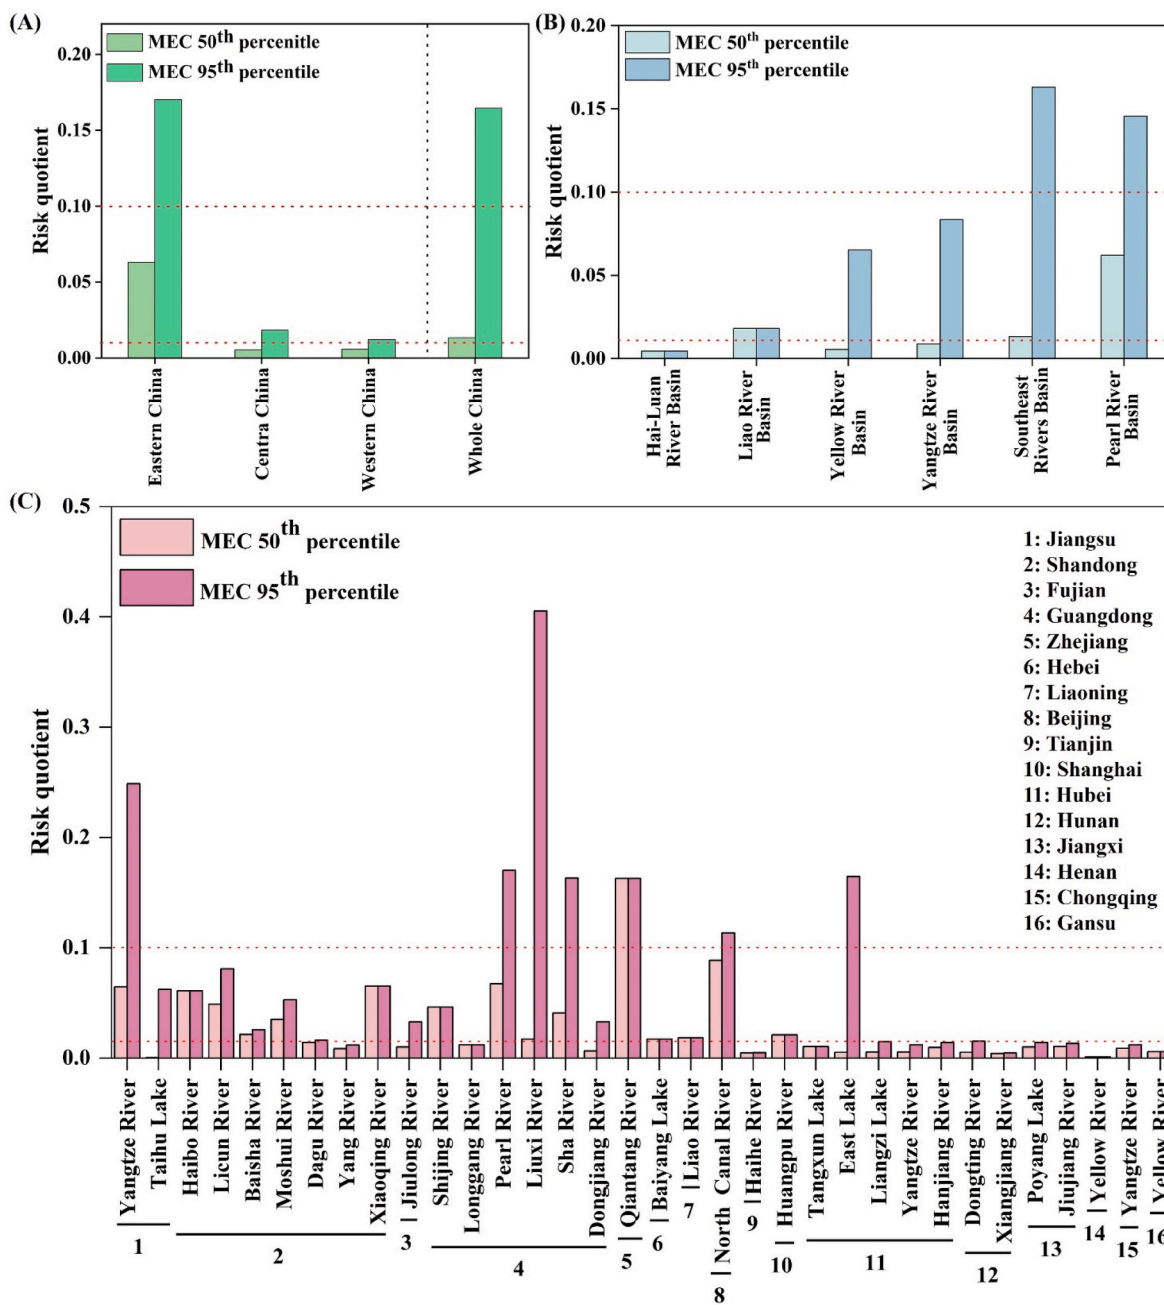 (A)
MEC 50th percenitle
MEC 95th percentile
0.20
0.15
0.10
0.05
0.00
Risk quotient
Eastern China
Centra China
Western China
Whole China
(B)
MEC 50th percentile
MEC 95th percentile
0.20
0.15
0.10
0.05
0.00
Risk quotient
Hai-Luan
River Basin
Liao River
Basin
Yellow River
Basin
Yangtze River
Basin
Southeast
Rivers Basin
Pearl River
Basin
(C)
MEC 50th percentile
MEC 95th percentile
0.5
0.4
0.3
0.2
0.1
0.0
Risk quotient
1: Jiangsu
2: Shandong
3: Fujian
4: Guangdong
5: Zhejiang
6: Hebei
7: Liaoning
8: Beijing
9: Tianjin
10: Shanghai
11: Hubei
12: Hunan
13: Jiangxi
14: Henan
15: Chongqing
16: Gansu
Yangtze River
Taihu Lake
Haibo River
Licun River
Baisha River
Moshui River
Dagu River
Yang River
Xiaoqing River
Jiulong River
Shijing River
Longgang River
Pearl River
Liuxi River
Sha River
Dongjiang River
Qiantang River
Baiyang Lake
Liao River
North Canal River
Haihe River
Huangpu River
Tangxun Lake
East Lake
Liangzi Lake
Yangtze River
Hanjiang River
Dongting River
Xiangjiang River
Poyang Lake
Jiujiang River
Yellow River
Yangtze River
Yellow River
1
2
3
4
5
6
7
8
9
10
11
12
13
14
15
16